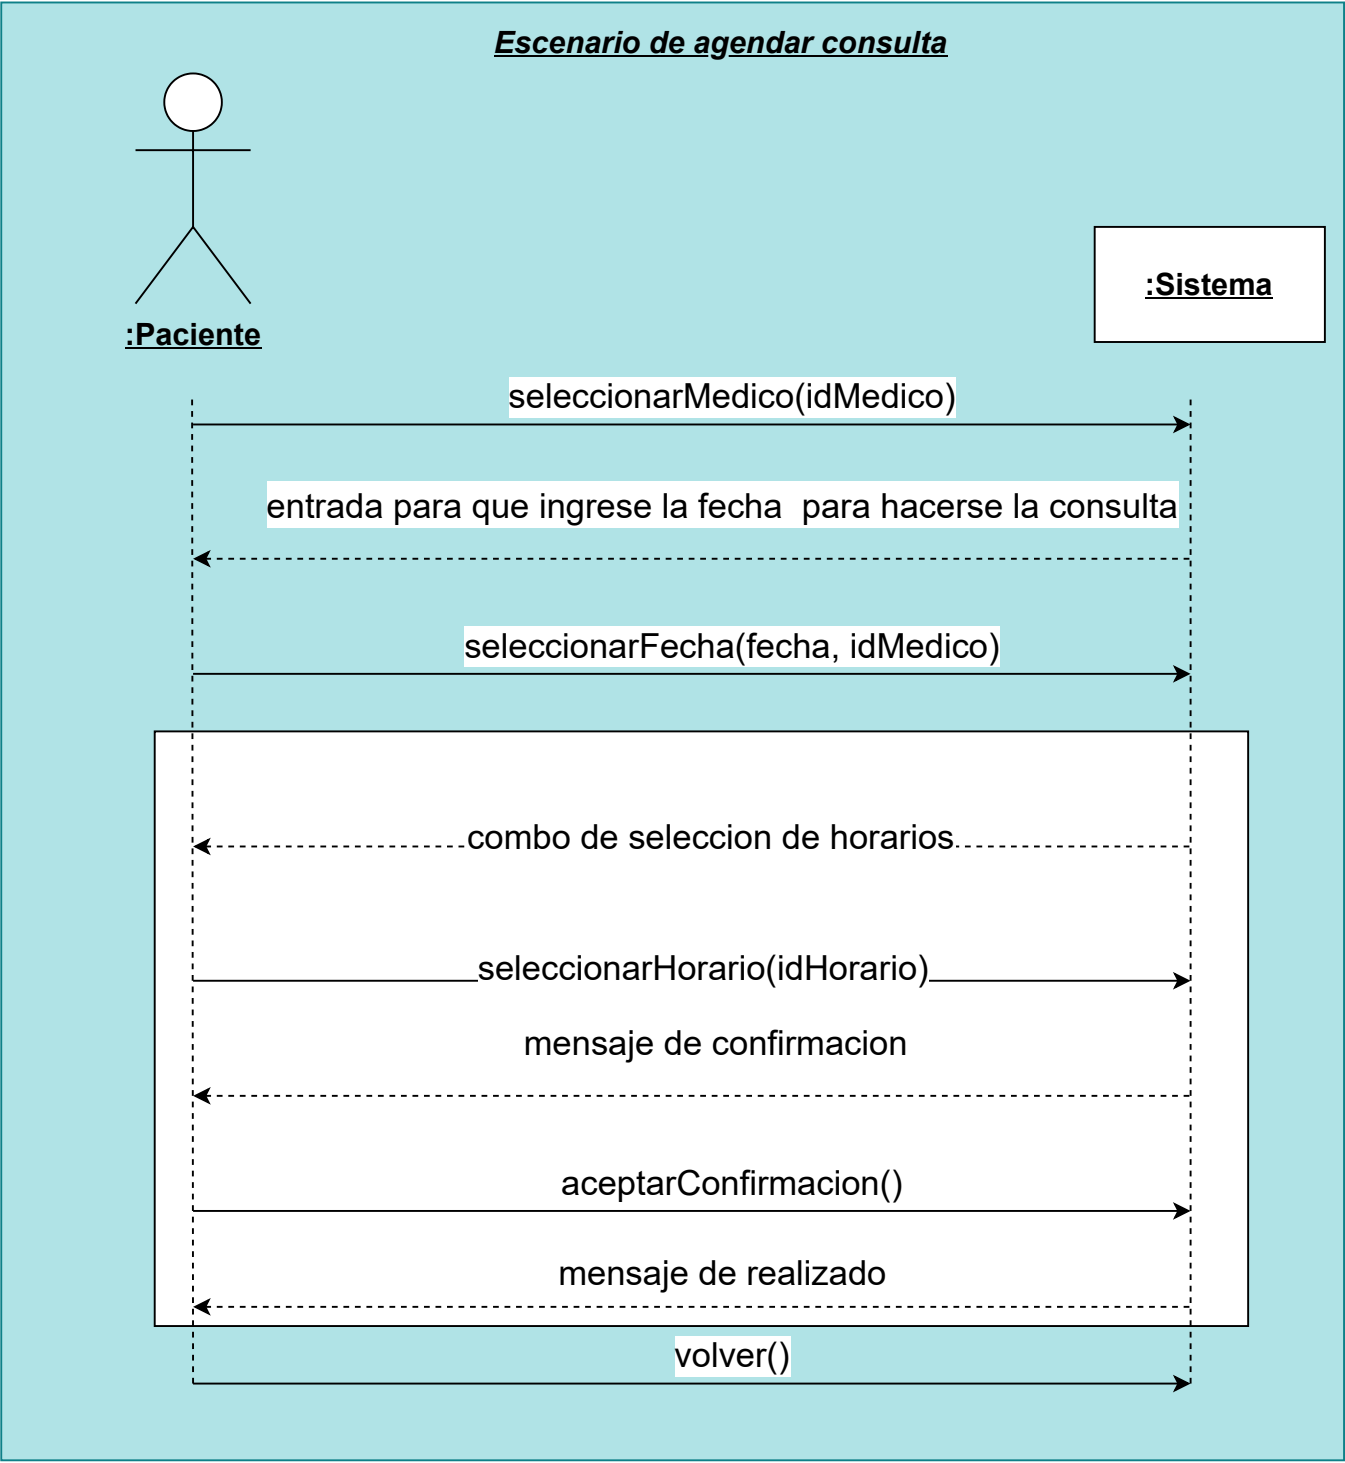 Escenario de agendar consulta
:Sistema
:Paciente
seleccionarMedico(idMedico)
entrada para que ingrese la fecha  para hacerse la consulta
seleccionarFecha(fecha, idMedico)
combo de seleccion de horarios
seleccionarHorario(idHorario)
mensaje de confirmacion
aceptarConfirmacion()
mensaje de realizado
volver()